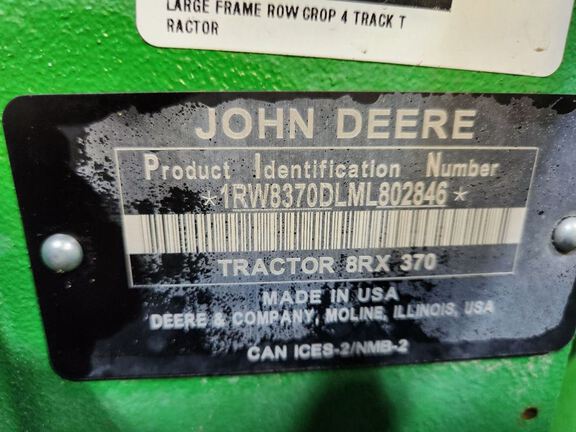 LARGE FRAME ROW CROP 4 TRACK T
RACTOR
JOHN DEERE
Product Identification Number
*1RW8370DLML802846*
TRACTOR 8RX 370
MADE IN USA
DEERE & COMPANY, MOLINE, ILLINOIS, USA
CAN ICES-2/NMB-2